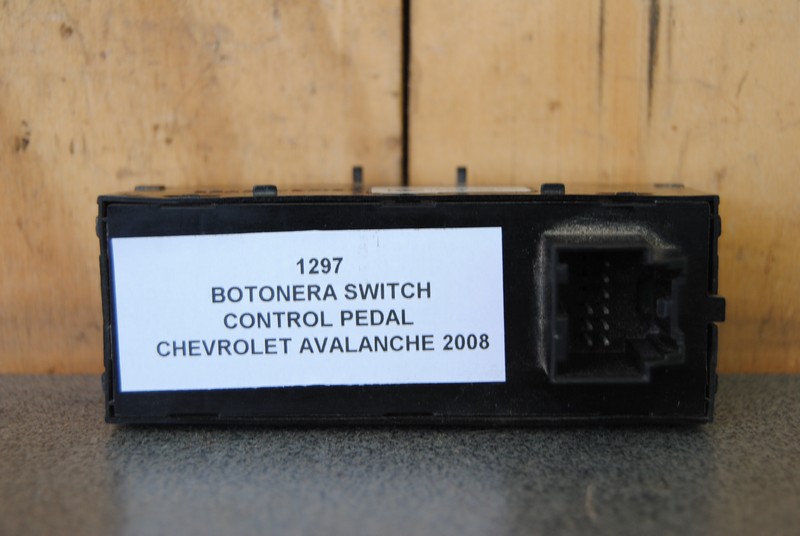 1297
BOTONERA SWITCH
CONTROL PEDAL
CHEVROLET AVALANCHE 2008